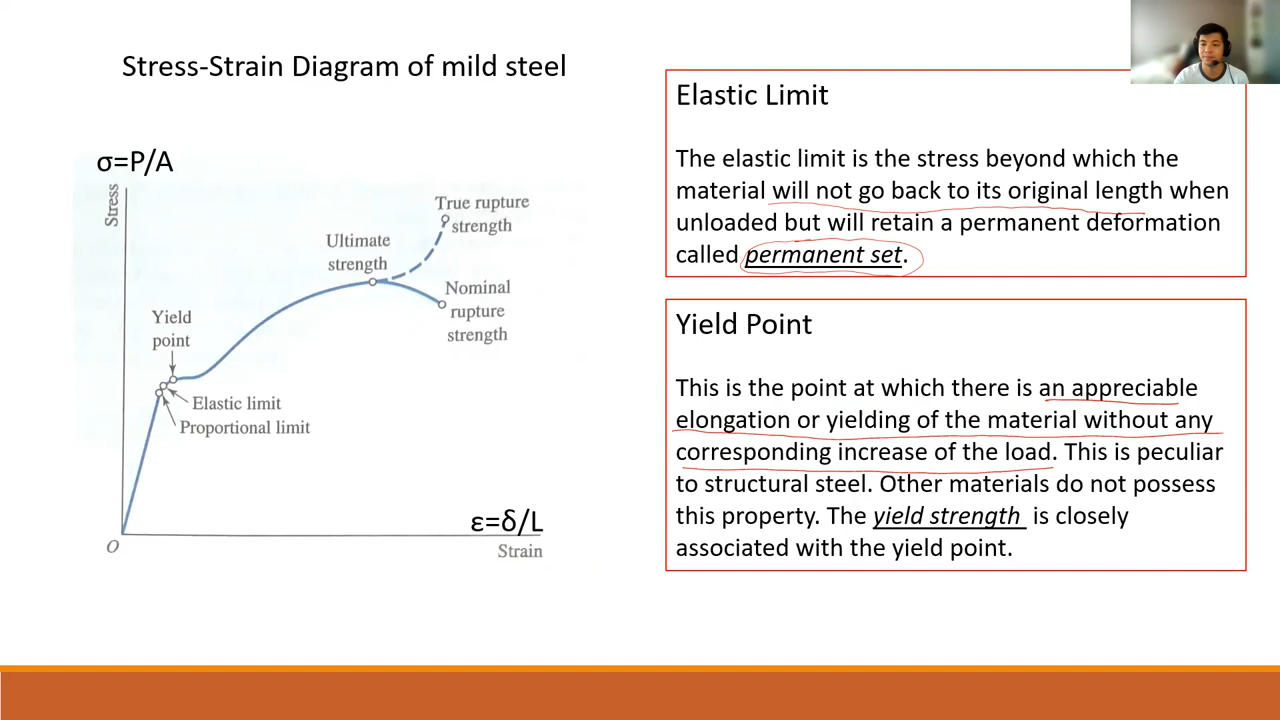 Stress-Strain Diagram of mild steel
σ=P/A
Stress
True rupture
strength
Ultimate
strength
Nominal
rupture
strength
Yield
point
Elastic limit
Proportional limit
ε=δ/L
O
Strain
Elastic Limit
The elastic limit is the stress beyond which the
material will not go back to its original length when
unloaded but will retain a permanent deformation
called permanent set.
Yield Point
This is the point at which there is an appreciable
elongation or yielding of the material without any
corresponding increase of the load. This is peculiar
to structural steel. Other materials do not possess
this property. The yield strength is closely
associated with the yield point.